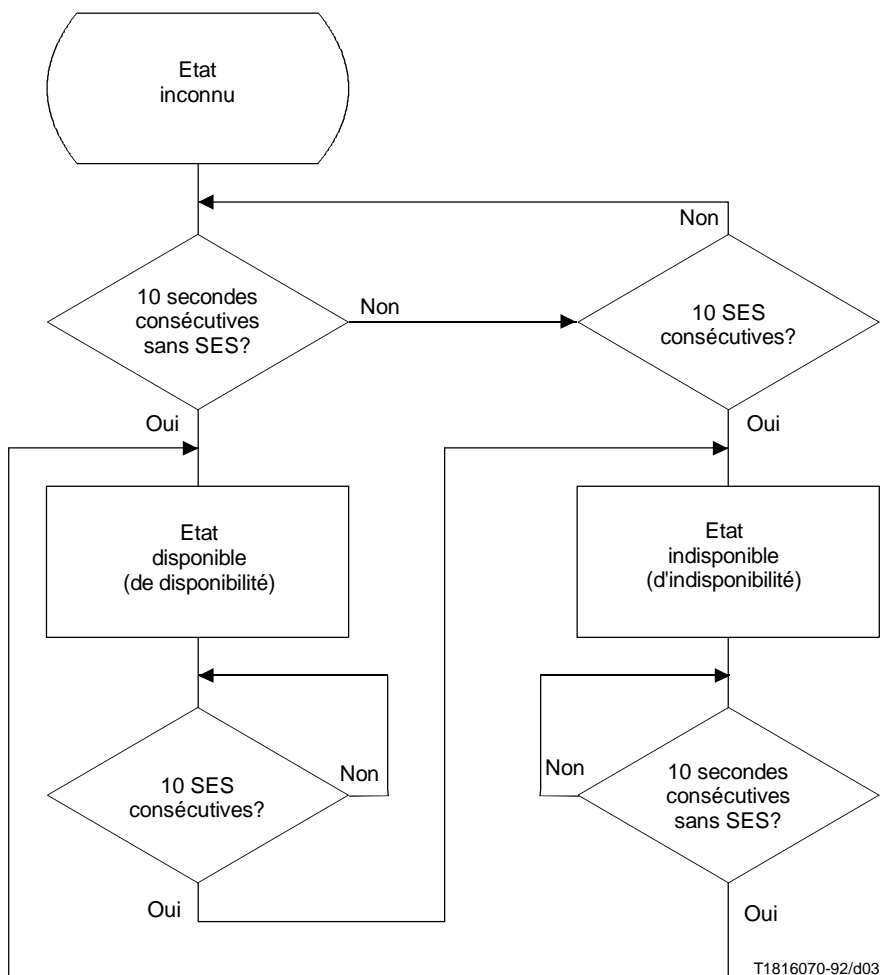 Etat
inconnu
Non
10 secondes
consécutives
sans SES?
Non
10 SES
consécutives?
Oui
Oui
Etat
disponible
(de disponibilité)
Etat
indisponible
(d'indisponibilité)
10 SES
consécutives?
Non
Non
10 secondes
consécutives
sans SES?
Oui
Oui
T1816070-92/d03